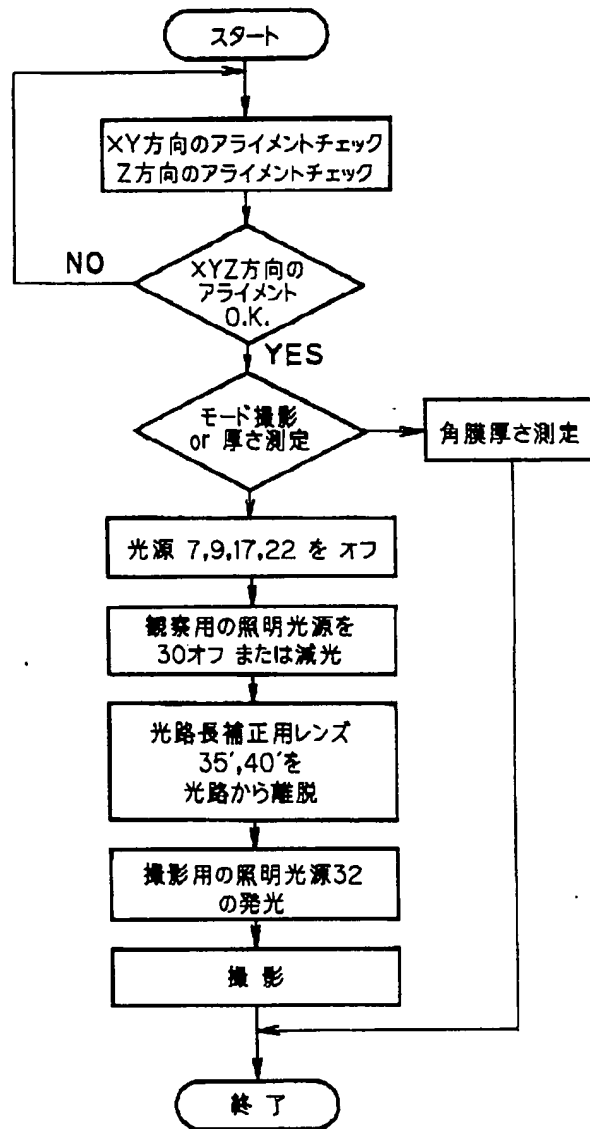 スタート
XY方向のアライメントチェック
Z方向のアライメントチェック
NO
XYZ方向の
アライメント
O.K.
YES
モード撮影
or 厚さ測定
角膜厚さ測定
光源 7,9,17,22 を オフ
観察用の照明光源を
30オフ または減光
光路長補正用レンズ
35′,40′を
光路から離脱
撮影用の照明光源32
の発光
撮 影
終 了